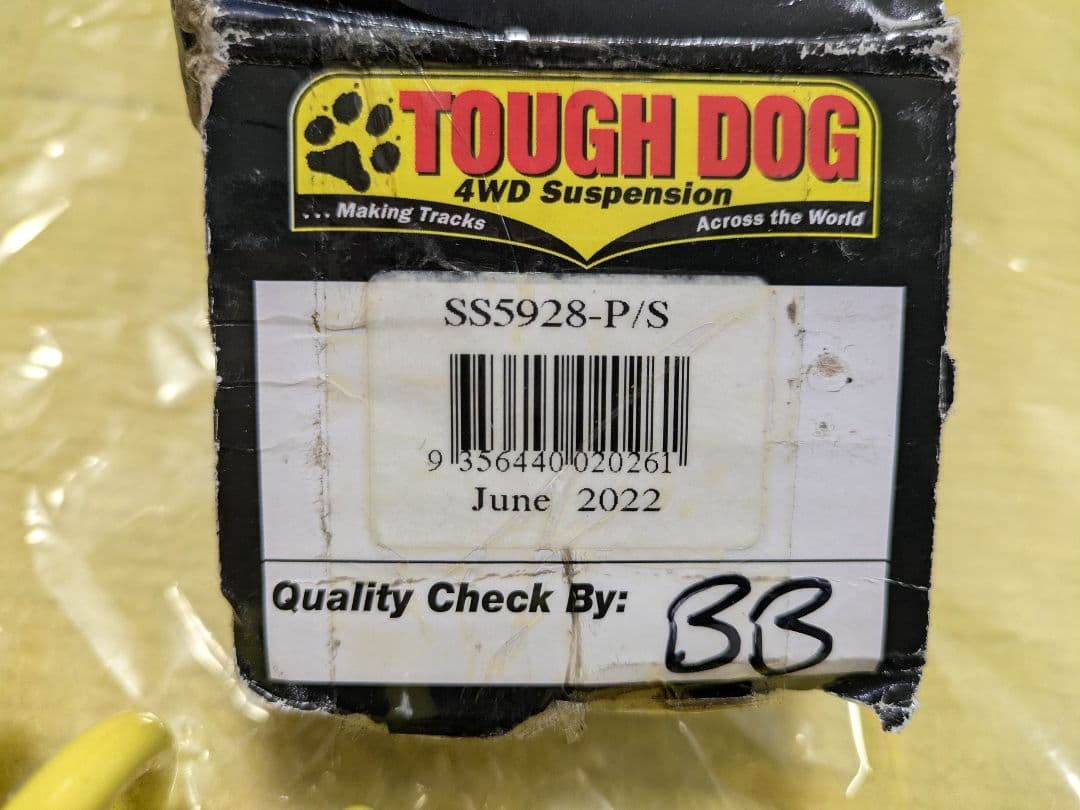 TOUGH DOG
4WD Suspension
... Making Tracks Across the World
SS5928-P/S
9 356440 020261
June 2022
Quality Check By: BB